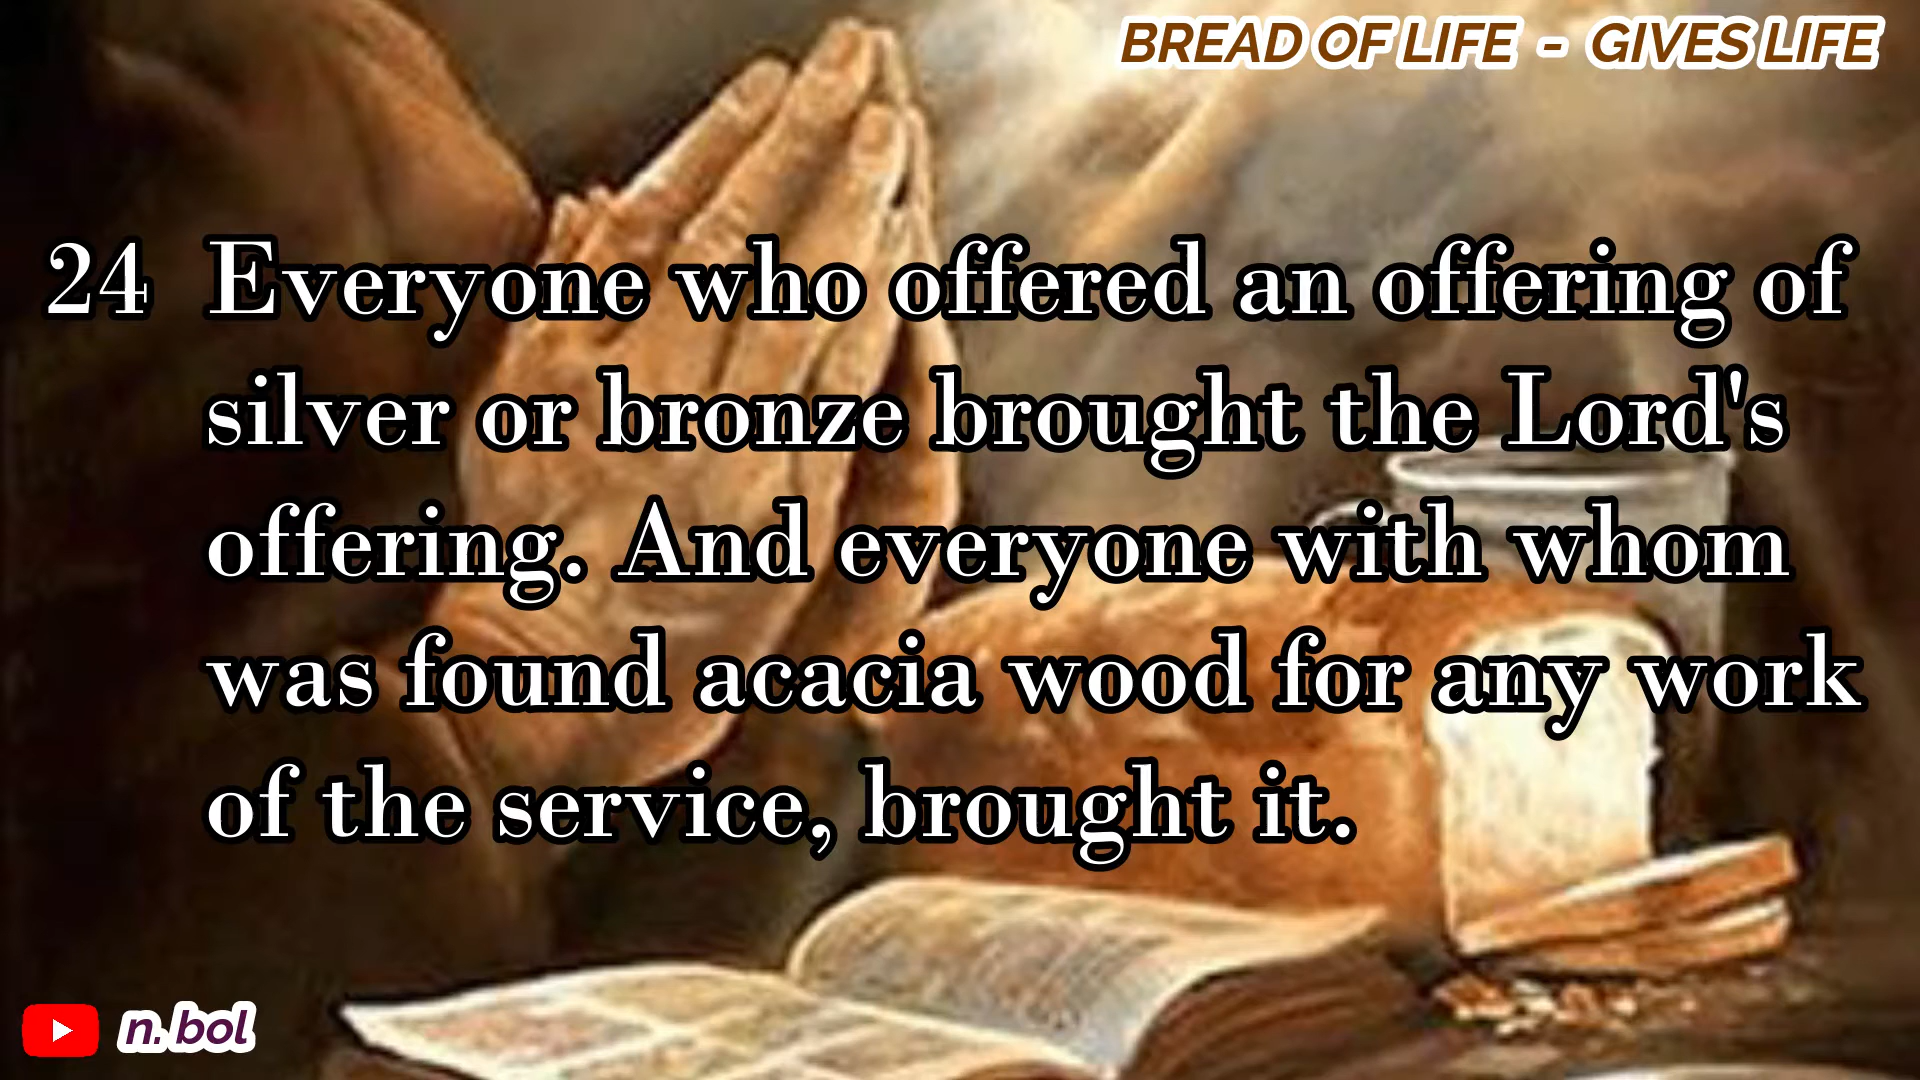 BREAD OF LIFE - GIVES LIFE
24 Everyone who offered an offering of
silver or bronze brought the Lord's
offering. And everyone with whom
was found acacia wood for any work
of the service, brought it.
n. bol